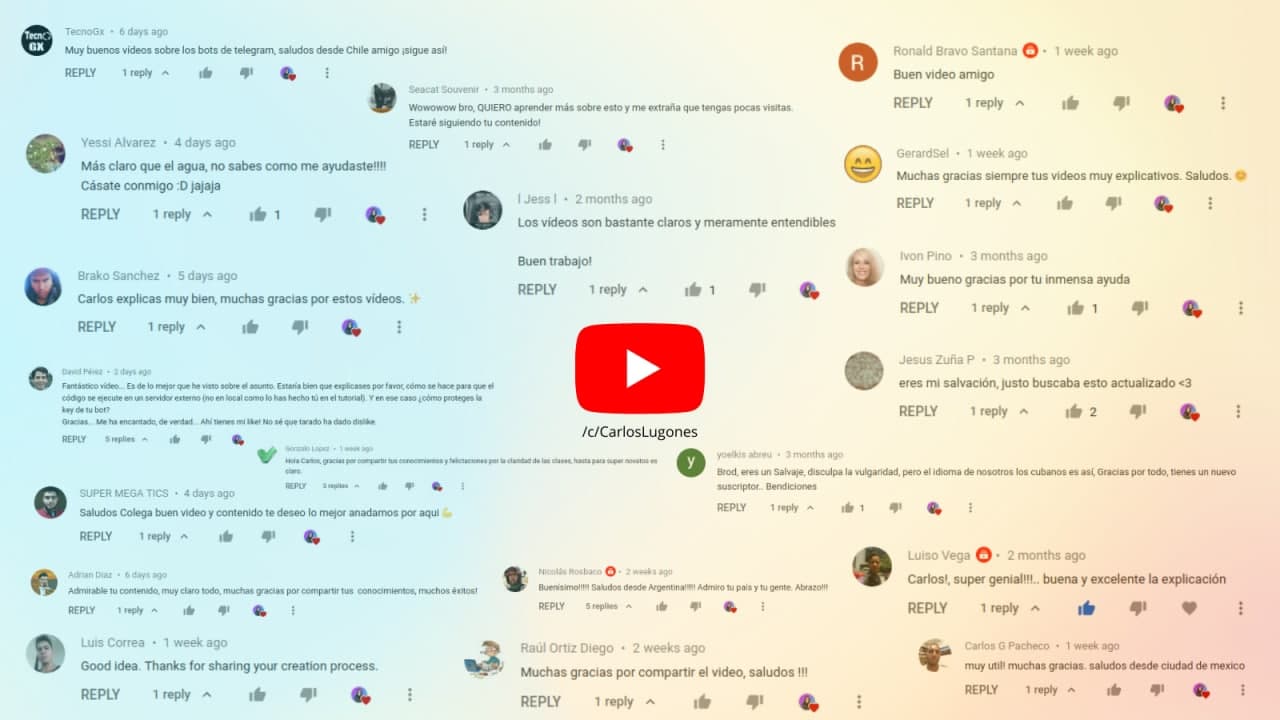 TecnoGX
TecnoGx • 6 days ago
Muy buenos vídeos sobre los bots de telegram, saludos desde Chile amigo ¡sigue así!
REPLY 1 reply
Seacat Souvenir • 3 months ago
Wowowow bro, QUIERO aprender más sobre esto y me extraña que tengas pocas visitas.
Estaré siguiendo tu contenido!
REPLY 1 reply
Yessi Alvarez • 4 days ago
Más claro que el agua, no sabes como me ayudaste!!!!
Cásate conmigo :D jajaja
REPLY 1 reply 1
l Jess l • 2 months ago
Los vídeos son bastante claros y meramente entendibles
Buen trabajo!
REPLY 1 reply 1
Brako Sanchez • 5 days ago
Carlos explicas muy bien, muchas gracias por estos vídeos. ✨
REPLY 1 reply
David Pérez • 2 days ago
Fantástico vídeo... Es de lo mejor que he visto sobre el asunto. Estaría bien que explicases por favor, cómo se hace para que el
código se ejecute en un servidor externo (no en local como lo has hecho tú en el tutorial). Y en ese caso ¿cómo proteges la
key de tu bot?
Gracias... Me ha encantado, de verdad... Ahí tienes mi like! No sé que tarado ha dado dislike.
REPLY 5 replies
Gonzalo Lopez • 1 week ago
Hola Carlos, gracias por compartir tus conocimientos y felicitaciones por la claridad de las clases, hasta para super novatos es
claro.
REPLY 3 replies
SUPER MEGA TICS • 4 days ago
Saludos Colega buen video y contenido te deseo lo mejor anadamos por aqui 💪
REPLY 1 reply
Adrian Diaz • 6 days ago
Admirable tu contenido, muy claro todo, muchas gracias por compartir tus conocimientos, muchos éxitos!
REPLY 1 reply
Luis Correa • 1 week ago
Good idea. Thanks for sharing your creation process.
REPLY 1 reply
/c/CarlosLugones
Nicolás Rosbaco • 2 weeks ago
Buenísimo!!!!! Saludos desde Argentina!!!!! Admiro tu país y tu gente. Abrazo!!!
REPLY 5 replies
Raúl Ortiz Diego • 2 weeks ago
Muchas gracias por compartir el video, saludos !!!
REPLY 1 reply
R
Ronald Bravo Santana • 1 week ago
Buen video amigo
REPLY 1 reply
GerardSel • 1 week ago
Muchas gracias siempre tus videos muy explicativos. Saludos. 😊
REPLY 1 reply
Ivon Pino • 3 months ago
Muy bueno gracias por tu inmensa ayuda
REPLY 1 reply 1
Jesus Zuña P • 3 months ago
eres mi salvación, justo buscaba esto actualizado <3
REPLY 1 reply 2
y
yoelkis abreu • 3 months ago
Brod, eres un Salvaje, disculpa la vulgaridad, pero el idioma de nosotros los cubanos es así, Gracias por todo, tienes un nuevo
suscriptor.. Bendiciones
REPLY 1 reply 1
Luiso Vega • 2 months ago
Carlos!, super genial!!!.. buena y excelente la explicación
REPLY 1 reply
Carlos G Pacheco • 1 week ago
muy util! muchas gracias. saludos desde ciudad de mexico
REPLY 1 reply